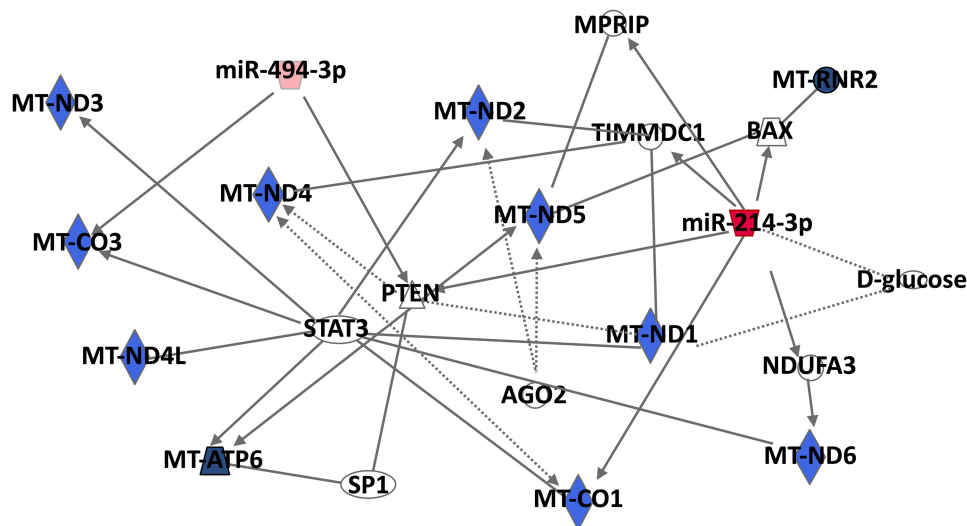 MPRIP
miR-494-3p
MT-RNR2
MT-ND3
MT-ND2
TIMMDC1
BAX
MT-ND4
MT-ND5
miR-214-3p
MT-CO3
D-glucose
PTEN
STAT3
MT-ND1
MT-ND4L
NDUFA3
AGO2
MT-ATP6
MT-ND6
SP1
MT-CO1